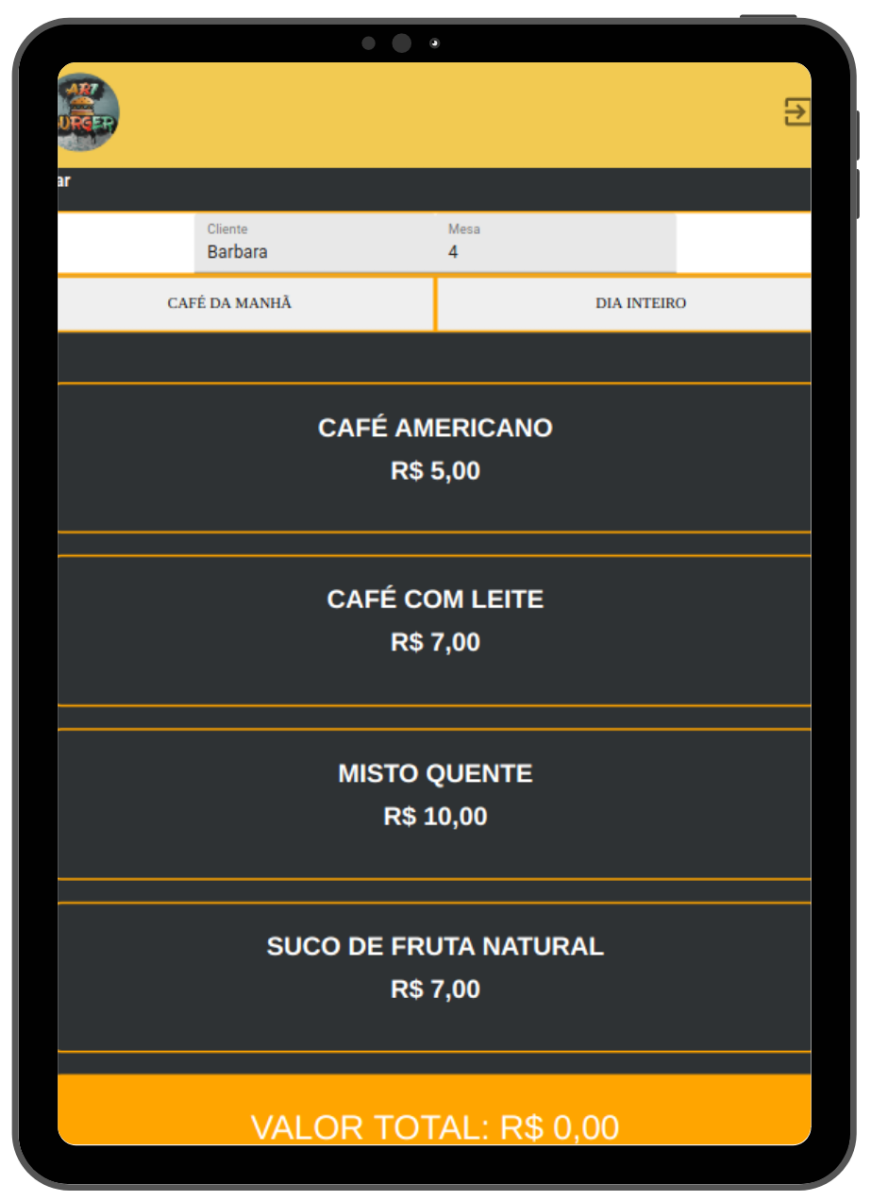 ART
URGER
ar
Cliente
Mesa
Barbara
4
CAFÉ DA MANHÃ
DIA INTEIRO
CAFÉ AMERICANO
R$ 5,00
CAFÉ COM LEITE
R$ 7,00
MISTO QUENTE
R$ 10,00
SUCO DE FRUTA NATURAL
R$ 7,00
VALOR TOTAL: R$ 0,00